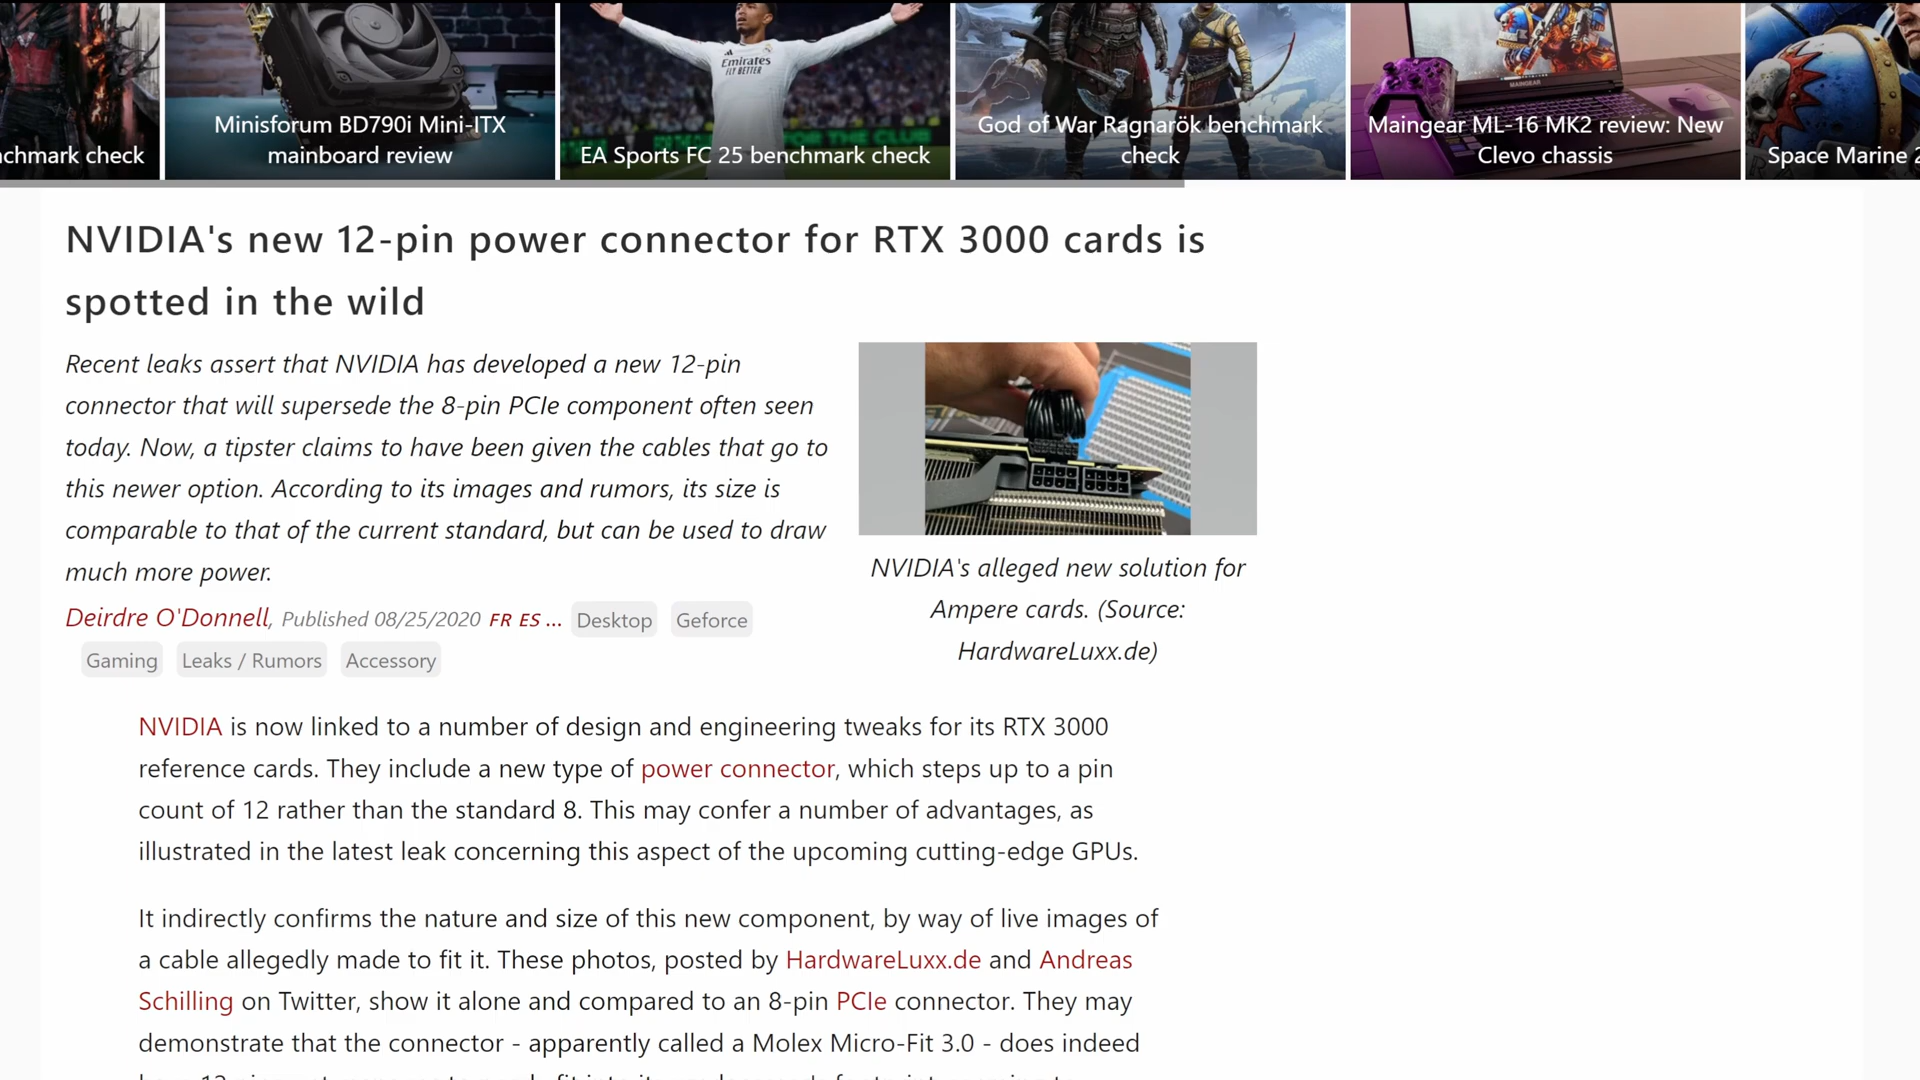 chmark check
Minisforum BD790i Mini-ITX
mainboard review
Emirates
FLY BETTER
EA Sports FC 25 benchmark check
God of War Ragnarök benchmark
check
MAINGEAR
Maingear ML-16 MK2 review: New
Clevo chassis
Space Marine 2
NVIDIA's new 12-pin power connector for RTX 3000 cards is
spotted in the wild
Recent leaks assert that NVIDIA has developed a new 12-pin
connector that will supersede the 8-pin PCIe component often seen
today. Now, a tipster claims to have been given the cables that go to
this newer option. According to its images and rumors, its size is
comparable to that of the current standard, but can be used to draw
much more power.
NVIDIA's alleged new solution for
Ampere cards. (Source:
HardwareLuxx.de)
Deirdre O'Donnell, Published 08/25/2020 FR ES ... Desktop Geforce
Gaming Leaks / Rumors Accessory
NVIDIA is now linked to a number of design and engineering tweaks for its RTX 3000
reference cards. They include a new type of power connector, which steps up to a pin
count of 12 rather than the standard 8. This may confer a number of advantages, as
illustrated in the latest leak concerning this aspect of the upcoming cutting-edge GPUs.
It indirectly confirms the nature and size of this new component, by way of live images of
a cable allegedly made to fit it. These photos, posted by HardwareLuxx.de and Andreas
Schilling on Twitter, show it alone and compared to an 8-pin PCIe connector. They may
demonstrate that the connector - apparently called a Molex Micro-Fit 3.0 - does indeed